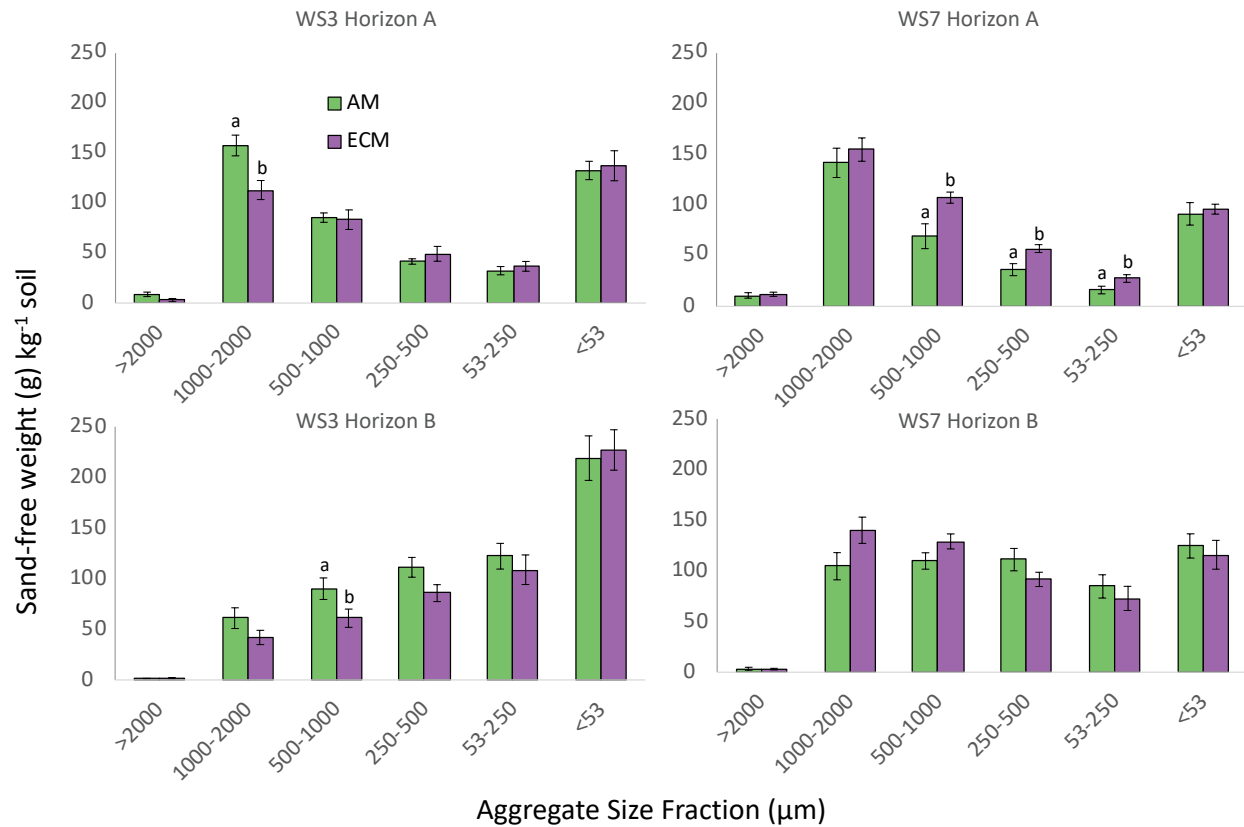 WS3 Horizon A
250
200
150
100
50
0
AM
ECM
a
b
>2000
1000-2000
500-1000
250-500
53-250
<53
WS7 Horizon A
250
200
150
100
50
0
a
b
a
b
a
b
>2000
1000-2000
500-1000
250-500
53-250
<53
WS3 Horizon B
250
200
150
100
50
0
a
b
>2000
1000-2000
500-1000
250-500
53-250
<53
WS7 Horizon B
250
200
150
100
50
0
>2000
1000-2000
500-1000
250-500
53-250
<53
Sand-free weight (g) kg⁻¹ soil
Aggregate Size Fraction (µm)